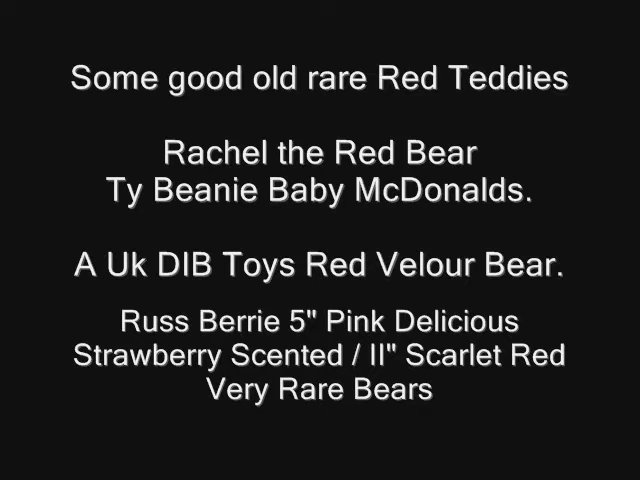 Some good old rare Red Teddies
Rachel the Red Bear
Ty Beanie Baby McDonalds.
A Uk DIB Toys Red Velour Bear.
Russ Berrie 5" Pink Delicious
Strawberry Scented / II" Scarlet Red
Very Rare Bears